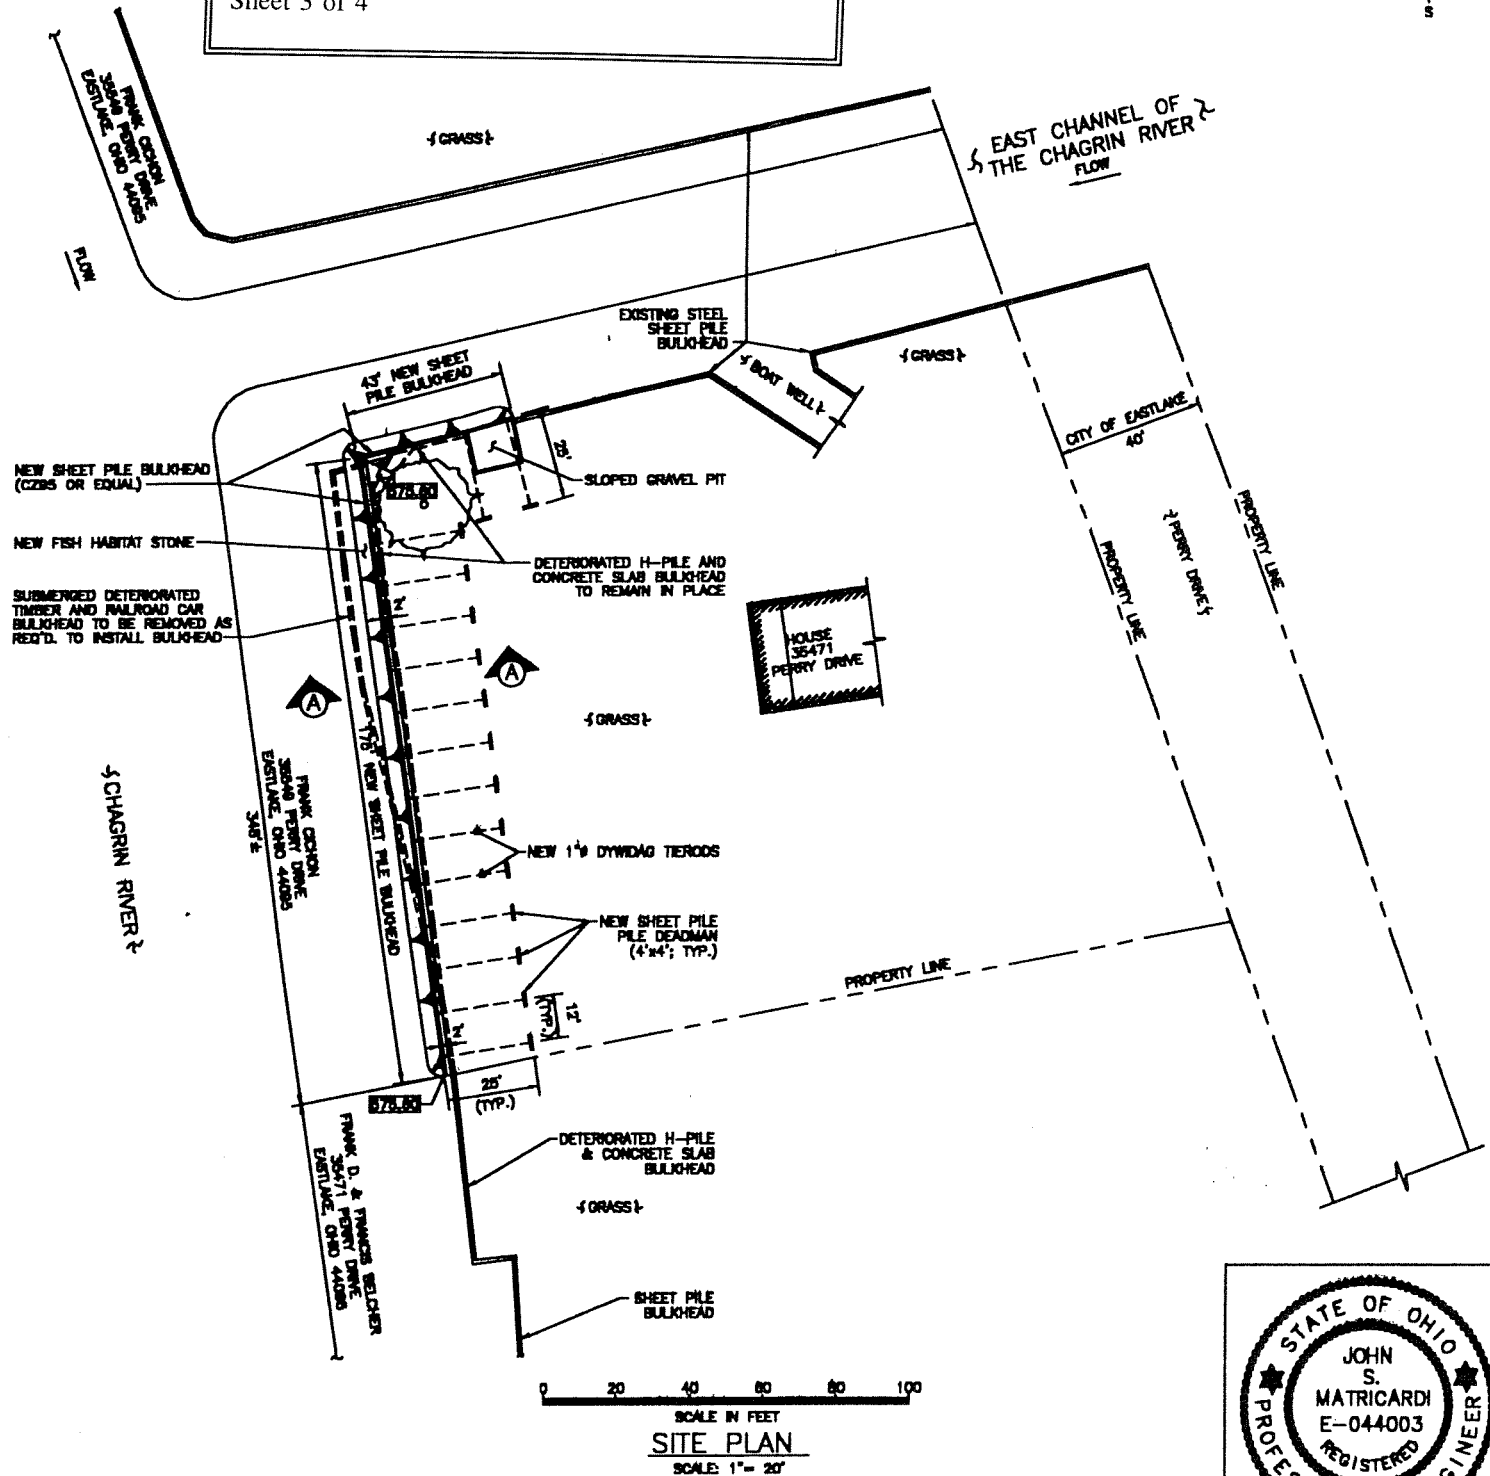 Sheet 3 of 4
S
FRANK CICHON
35649 PERRY DRIVE
EASTLAKE, OHIO 44095
FLOW
GRASS
EAST CHANNEL OF
THE CHAGRIN RIVER
FLOW
EXISTING STEEL
SHEET PILE
BULKHEAD
BOAT WELL
GRASS
43' NEW SHEET
PILE BULKHEAD
25'
CITY OF EASTLAKE
40'
NEW SHEET PILE BULKHEAD
(CZ95 OR EQUAL)
575.80
SLOPED GRAVEL PIT
NEW FISH HABITAT STONE
DETERIORATED H-PILE AND
CONCRETE SLAB BULKHEAD
TO REMAIN IN PLACE
SUBMERGED DETERIORATED
TIMBER AND RAILROAD CAR
BULKHEAD TO BE REMOVED AS
REQ'D. TO INSTALL BULKHEAD
2'
PROPERTY LINE
PROPERTY LINE
PERRY DRIVE
HOUSE
35471
PERRY DRIVE
A
A
GRASS
NEW SHEET PILE BULKHEAD
FRANK CICHON
35649 PERRY DRIVE
EASTLAKE, OHIO 44095
348'±
CHAGRIN RIVER
NEW 1"Ø DYWIDAG TIERODS
NEW SHEET PILE
PILE DEADMAN
(4'x4'; TYP.)
12'
(TYP.)
PROPERTY LINE
2'
575.80
25'
(TYP.)
FRANK D. & FRANCIS BELCHER
35471 PERRY DRIVE
EASTLAKE, OHIO 44095
DETERIORATED H-PILE
& CONCRETE SLAB
BULKHEAD
GRASS
SHEET PILE
BULKHEAD
0 20 40 60 80 100
SCALE IN FEET
SITE PLAN
SCALE: 1"= 20'
STATE OF OHIO
JOHN
S.
MATRICARDI
E-044003
REGISTERED